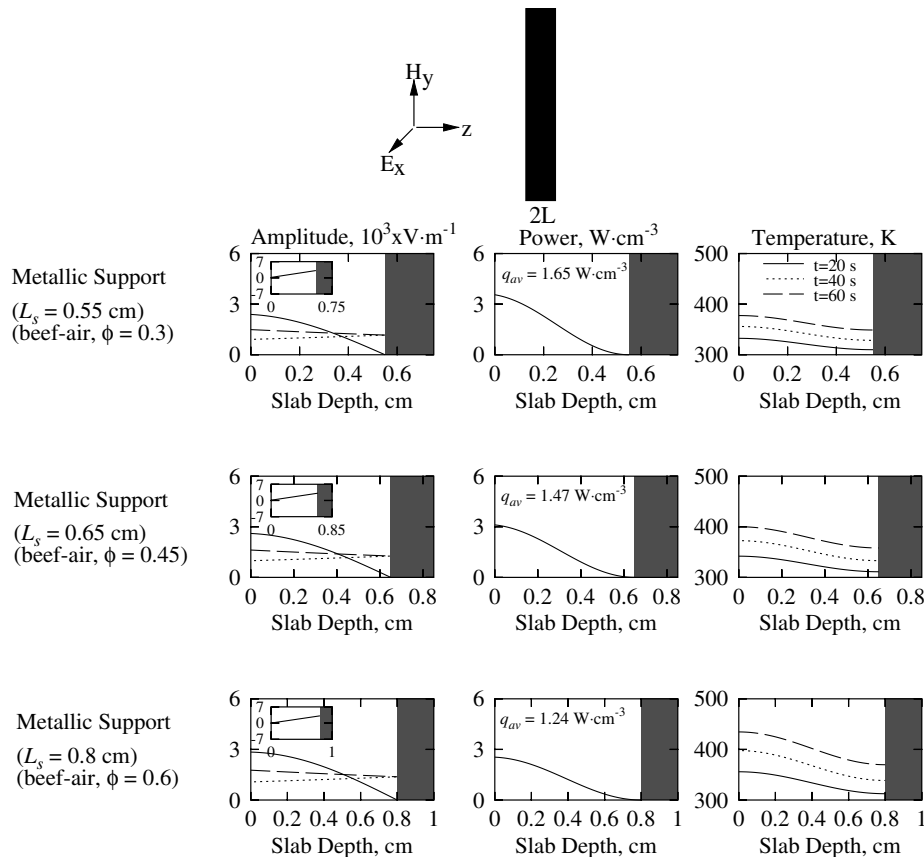 H_y
z
E_x
2L
Amplitude, 10^3xV·m^-1
Power, W·cm^-3
Temperature, K
Metallic Support
(L_s = 0.55 cm)
(beef-air, ϕ = 0.3)
6
3
0
7
0
-7
0 0.75
0 0.2 0.4 0.6
Slab Depth, cm
q_av = 1.65 W·cm^-3
0 0.2 0.4 0.6
Slab Depth, cm
500
400
300
t=20 s
t=40 s
t=60 s
0 0.2 0.4 0.6
Slab Depth, cm
Metallic Support
(L_s = 0.65 cm)
(beef-air, ϕ = 0.45)
6
3
0
7
0
-7
0 0.85
0 0.2 0.4 0.6 0.8
Slab Depth, cm
6
3
0
q_av = 1.47 W·cm^-3
0 0.2 0.4 0.6 0.8
Slab Depth, cm
500
400
300
0 0.2 0.4 0.6 0.8
Slab Depth, cm
Metallic Support
(L_s = 0.8 cm)
(beef-air, ϕ = 0.6)
6
3
0
7
0
-7
0 1
0 0.2 0.4 0.6 0.8 1
Slab Depth, cm
6
3
0
q_av = 1.24 W·cm^-3
0 0.2 0.4 0.6 0.8 1
Slab Depth, cm
500
400
300
0 0.2 0.4 0.6 0.8 1
Slab Depth, cm